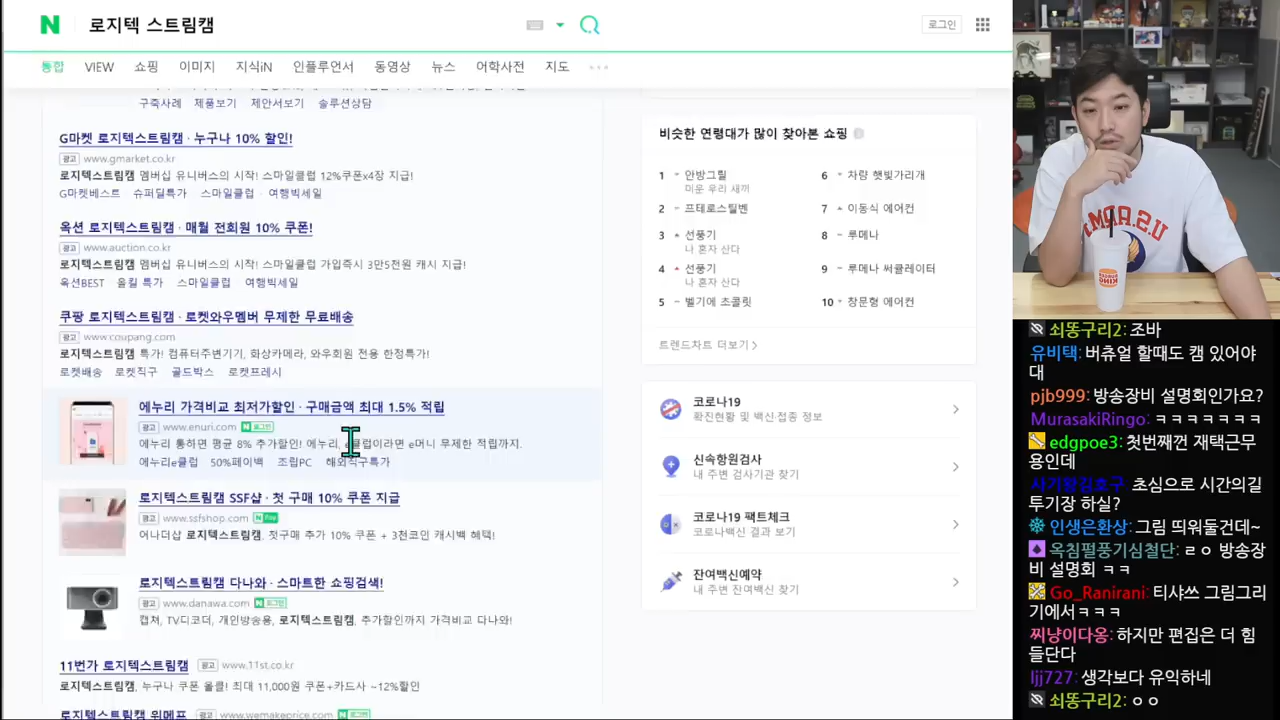 N 로지텍 스트림캠
로그인
통합 VIEW 쇼핑 이미지 지식iN 인플루언서 동영상 뉴스 어학사전 지도
구축사례 제품보기 제안서보기 솔루션상담
G마켓 로지텍스트림캠 · 누구나 10% 할인!
광고 www.gmarket.co.kr
로지텍스트림캠 멤버십 유니버스의 시작! 스마일클럽 12%쿠폰x4장 지급!
G마켓베스트 슈퍼딜특가 스마일클럽 여행빅세일
옥션 로지텍스트림캠 · 매월 전회원 10% 쿠폰!
광고 www.auction.co.kr
로지텍스트림캠 멤버십 유니버스의 시작! 스마일클럽 가입즉시 3만5천원 캐시 지급!
옥션BEST 올킬 특가 스마일클럽 여행빅세일
쿠팡 로지텍스트림캠 · 로켓와우멤버 무제한 무료배송
광고 www.coupang.com
로지텍스트림캠 특가! 컴퓨터주변기기, 화상카메라, 와우회원 전용 한정특가!
로켓배송 로켓직구 골드박스 로켓프레시
에누리 가격비교 최저가할인 · 구매금액 최대 1.5% 적립
광고 www.enuri.com N 로그인
에누리 통하면 평균 8% 추가할인! 에누리, 클럽이라면 e머니 무제한 적립까지.
에누리e클럽 50%페이백 조립PC 해외직구특가
로지텍스트림캠 SSF샵 · 첫 구매 10% 쿠폰 지급
광고 www.ssfshop.com N Pay
어나더샵 로지텍스트림캠, 첫구매 추가 10% 쿠폰 + 3천코인 캐시백 혜택!
로지텍스트림캠 다나와 · 스마트한 쇼핑검색!
광고 www.danawa.com N 로그인
캡처, TV디코더, 개인방송용, 로지텍스트림캠, 추가할인까지 가격비교 다나와!
11번가 로지텍스트림캠 광고 www.11st.co.kr
로지텍스트림캠, 누구나 쿠폰 올클! 최대 11,000원 쿠폰+카드사 ~12%할인
로지텍스트림캠 위메프 광고 www.wemakeprice.com N 로그인
비슷한 연령대가 많이 찾아본 쇼핑
1 안방그릴
미운 우리 새끼
2 프테로스틸벤
3 선풍기
나 혼자 산다
4 선풍기
나 혼자 산다
5 벨기에 초콜릿
6 차량 햇빛가리개
7 이동식 에어컨
8 루메나
9 루메나 써큘레이터
10 창문형 에어컨
트렌드차트 더보기
코로나19
확진현황 및 백신 접종 정보
신속항원검사
내 주변 검사기관 찾기
코로나19 팩트체크
코로나백신 결과 보기
잔여백신예약
내 주변 잔여백신 찾기
BURGER KING
쇠똥구리2: 조바
유비택: 버츄얼 할때도 캠 있어야
대
pjb999: 방송장비 설명회인가요?
MurasakiRingo: ㅋㅋㅋㅋㅋㅋㅋ
edgpoe3: 첫번째껀 재택근무
용인데
사기왕김호구: 초심으로 시간의길
투기장 하실?
인생은환상: 그림 띄워둘건데~
옥침펄풍기심철단: ㄹㅇ 방송장
비 설명회 ㅋㅋ
Go_Ranirani: 티샤쓰 그림그리
기에서ㅋㅋㅋ
찌냥이다옹: 하지만 편집은 더 힘
들단다
ljj727: 생각보다 유익하네
쇠똥구리2: ㅇㅇ